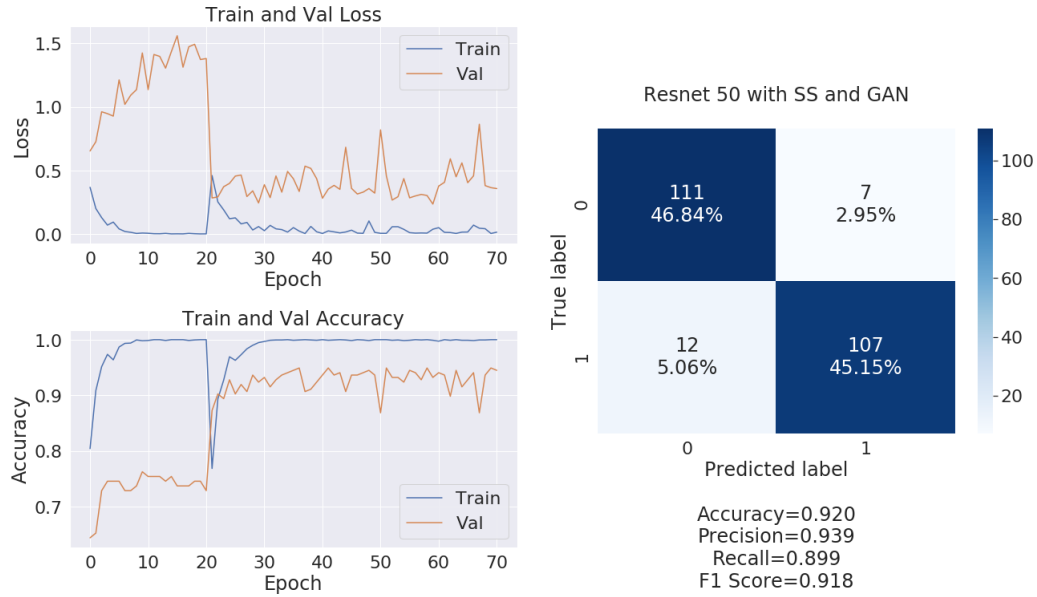 Train and Val Loss
1.5
1.0
0.5
0.0
Loss
Train
Val
0 10 20 30 40 50 60 70
Epoch
Train and Val Accuracy
1.0
0.9
0.8
0.7
Accuracy
Train
Val
0 10 20 30 40 50 60 70
Epoch
Resnet 50 with SS and GAN
111
46.84%
7
2.95%
12
5.06%
107
45.15%
0
1
True label
0 1
Predicted label
100
80
60
40
20
Accuracy=0.920
Precision=0.939
Recall=0.899
F1 Score=0.918